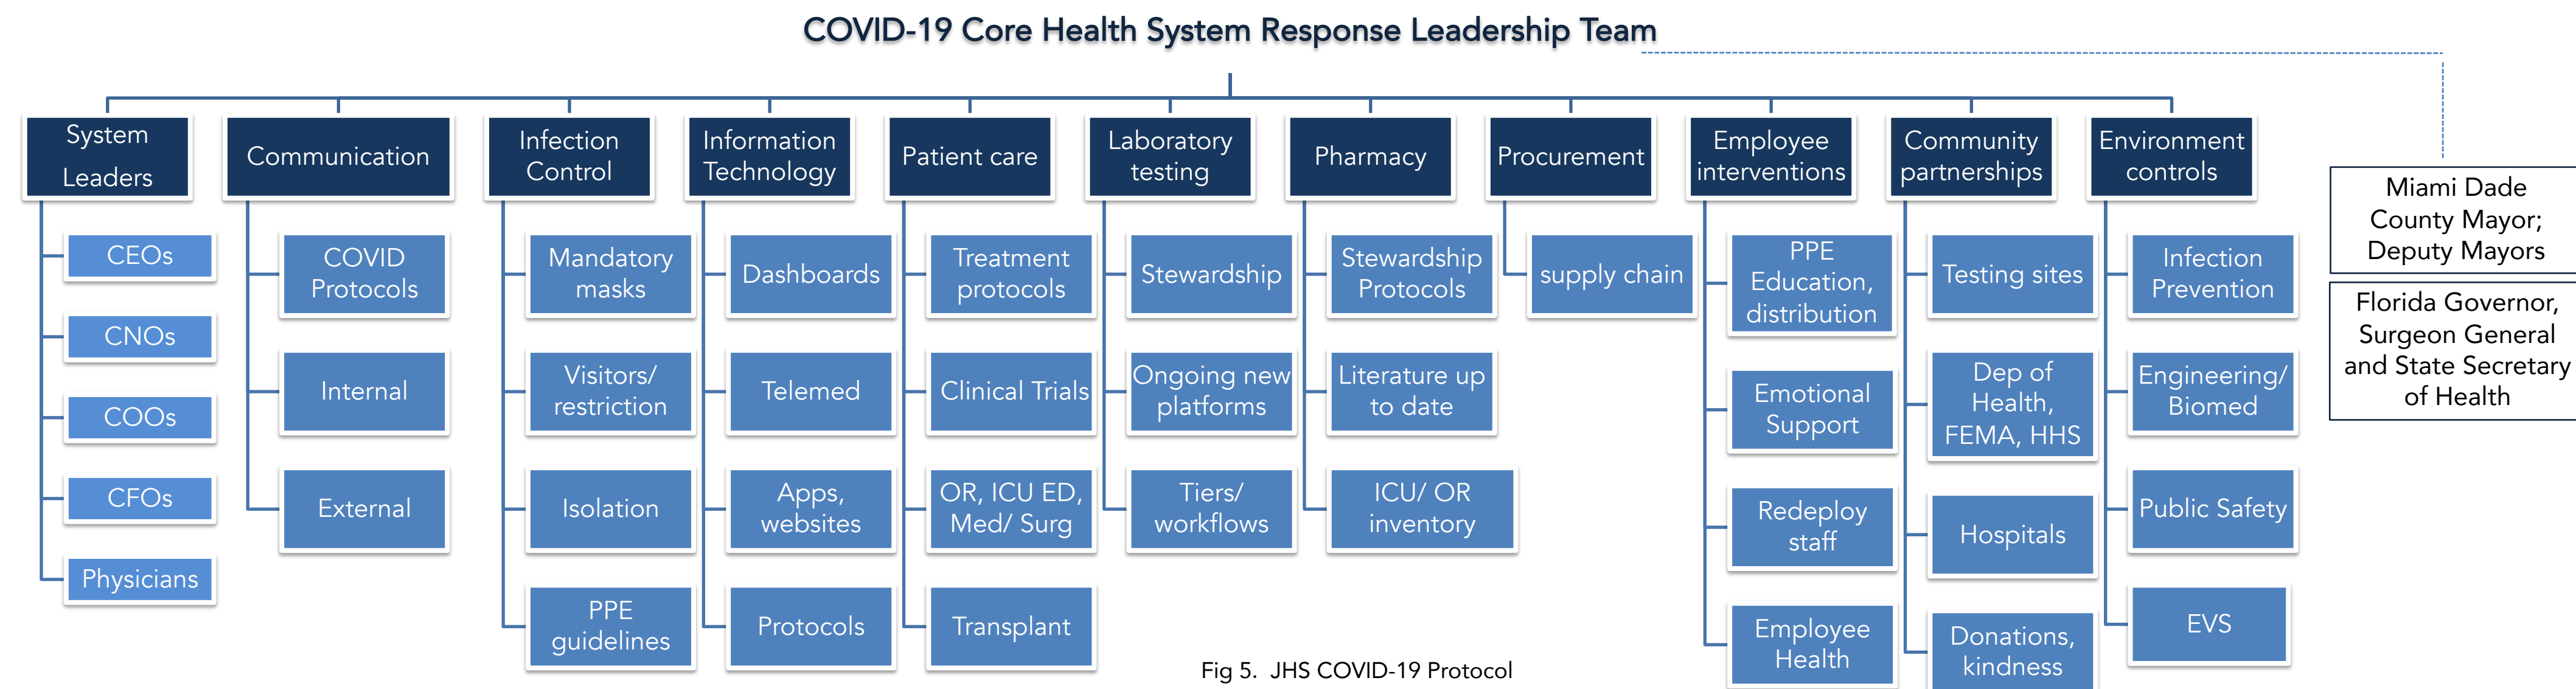 COVID-19 Core Health System Response Leadership Team
System
Leaders
CEOs
CNOs
COOs
CFOs
Physicians
Communication
COVID
Protocols
Internal
External
Infection
Control
Mandatory
masks
Visitors/
restriction
Isolation
PPE
guidelines
Information
Technology
Dashboards
Telemed
Apps,
websites
Protocols
Patient care
Treatment
protocols
Clinical Trials
OR, ICU ED,
Med/ Surg
Transplant
Laboratory
testing
Stewardship
Ongoing new
platforms
Tiers/
workflows
Pharmacy
Stewardship
Protocols
Literature up
to date
ICU/ OR
inventory
Procurement
supply chain
Employee
interventions
PPE
Education,
distribution
Emotional
Support
Redeploy
staff
Employee
Health
Community
partnerships
Testing sites
Dep of
Health,
FEMA, HHS
Hospitals
Donations,
kindness
Environment
controls
Infection
Prevention
Engineering/
Biomed
Public Safety
EVS
Miami Dade
County Mayor;
Deputy Mayors
Florida Governor,
Surgeon General
and State Secretary
of Health
Fig 5. JHS COVID-19 Protocol